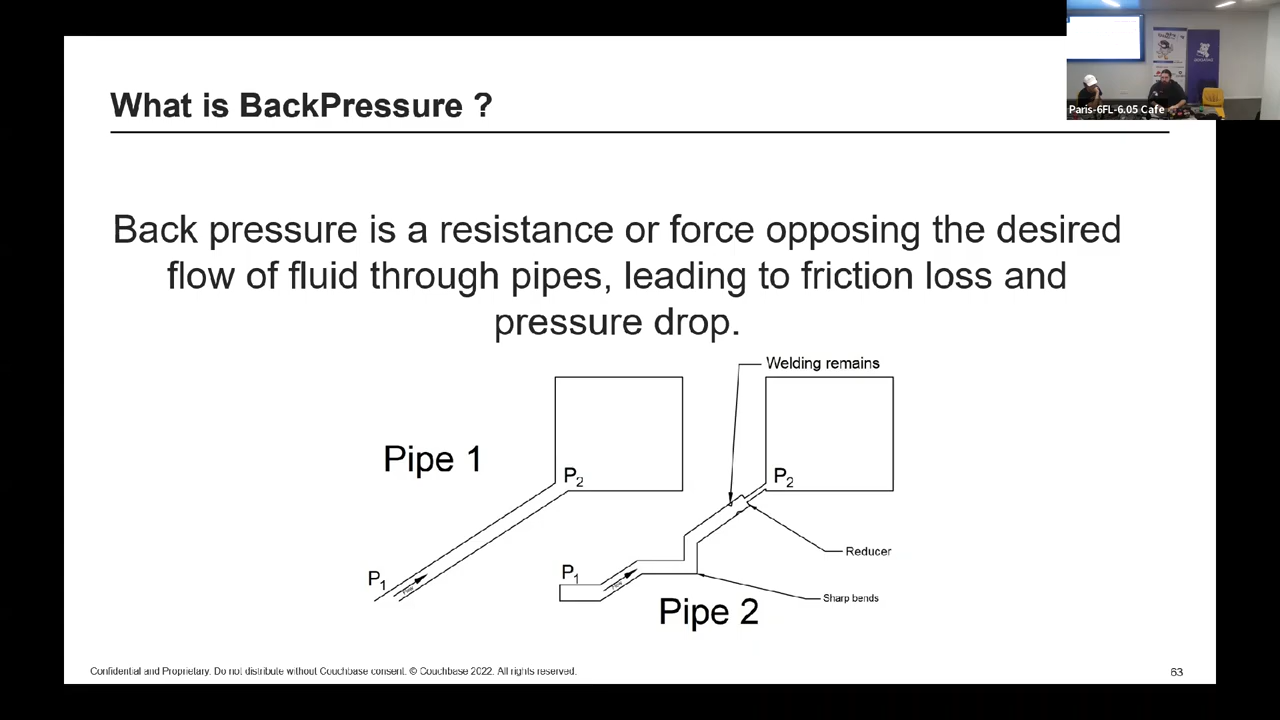 What is BackPressure ?
Paris-6FL-6.05 Cafe
Back pressure is a resistance or force opposing the desired
flow of fluid through pipes, leading to friction loss and
pressure drop.
Welding remains
Pipe 1
P2
P2
Reducer
P1
P1
Sharp bends
Pipe 2
Confidential and Proprietary. Do not distribute without Couchbase consent. © Couchbase 2022. All rights reserved.
63